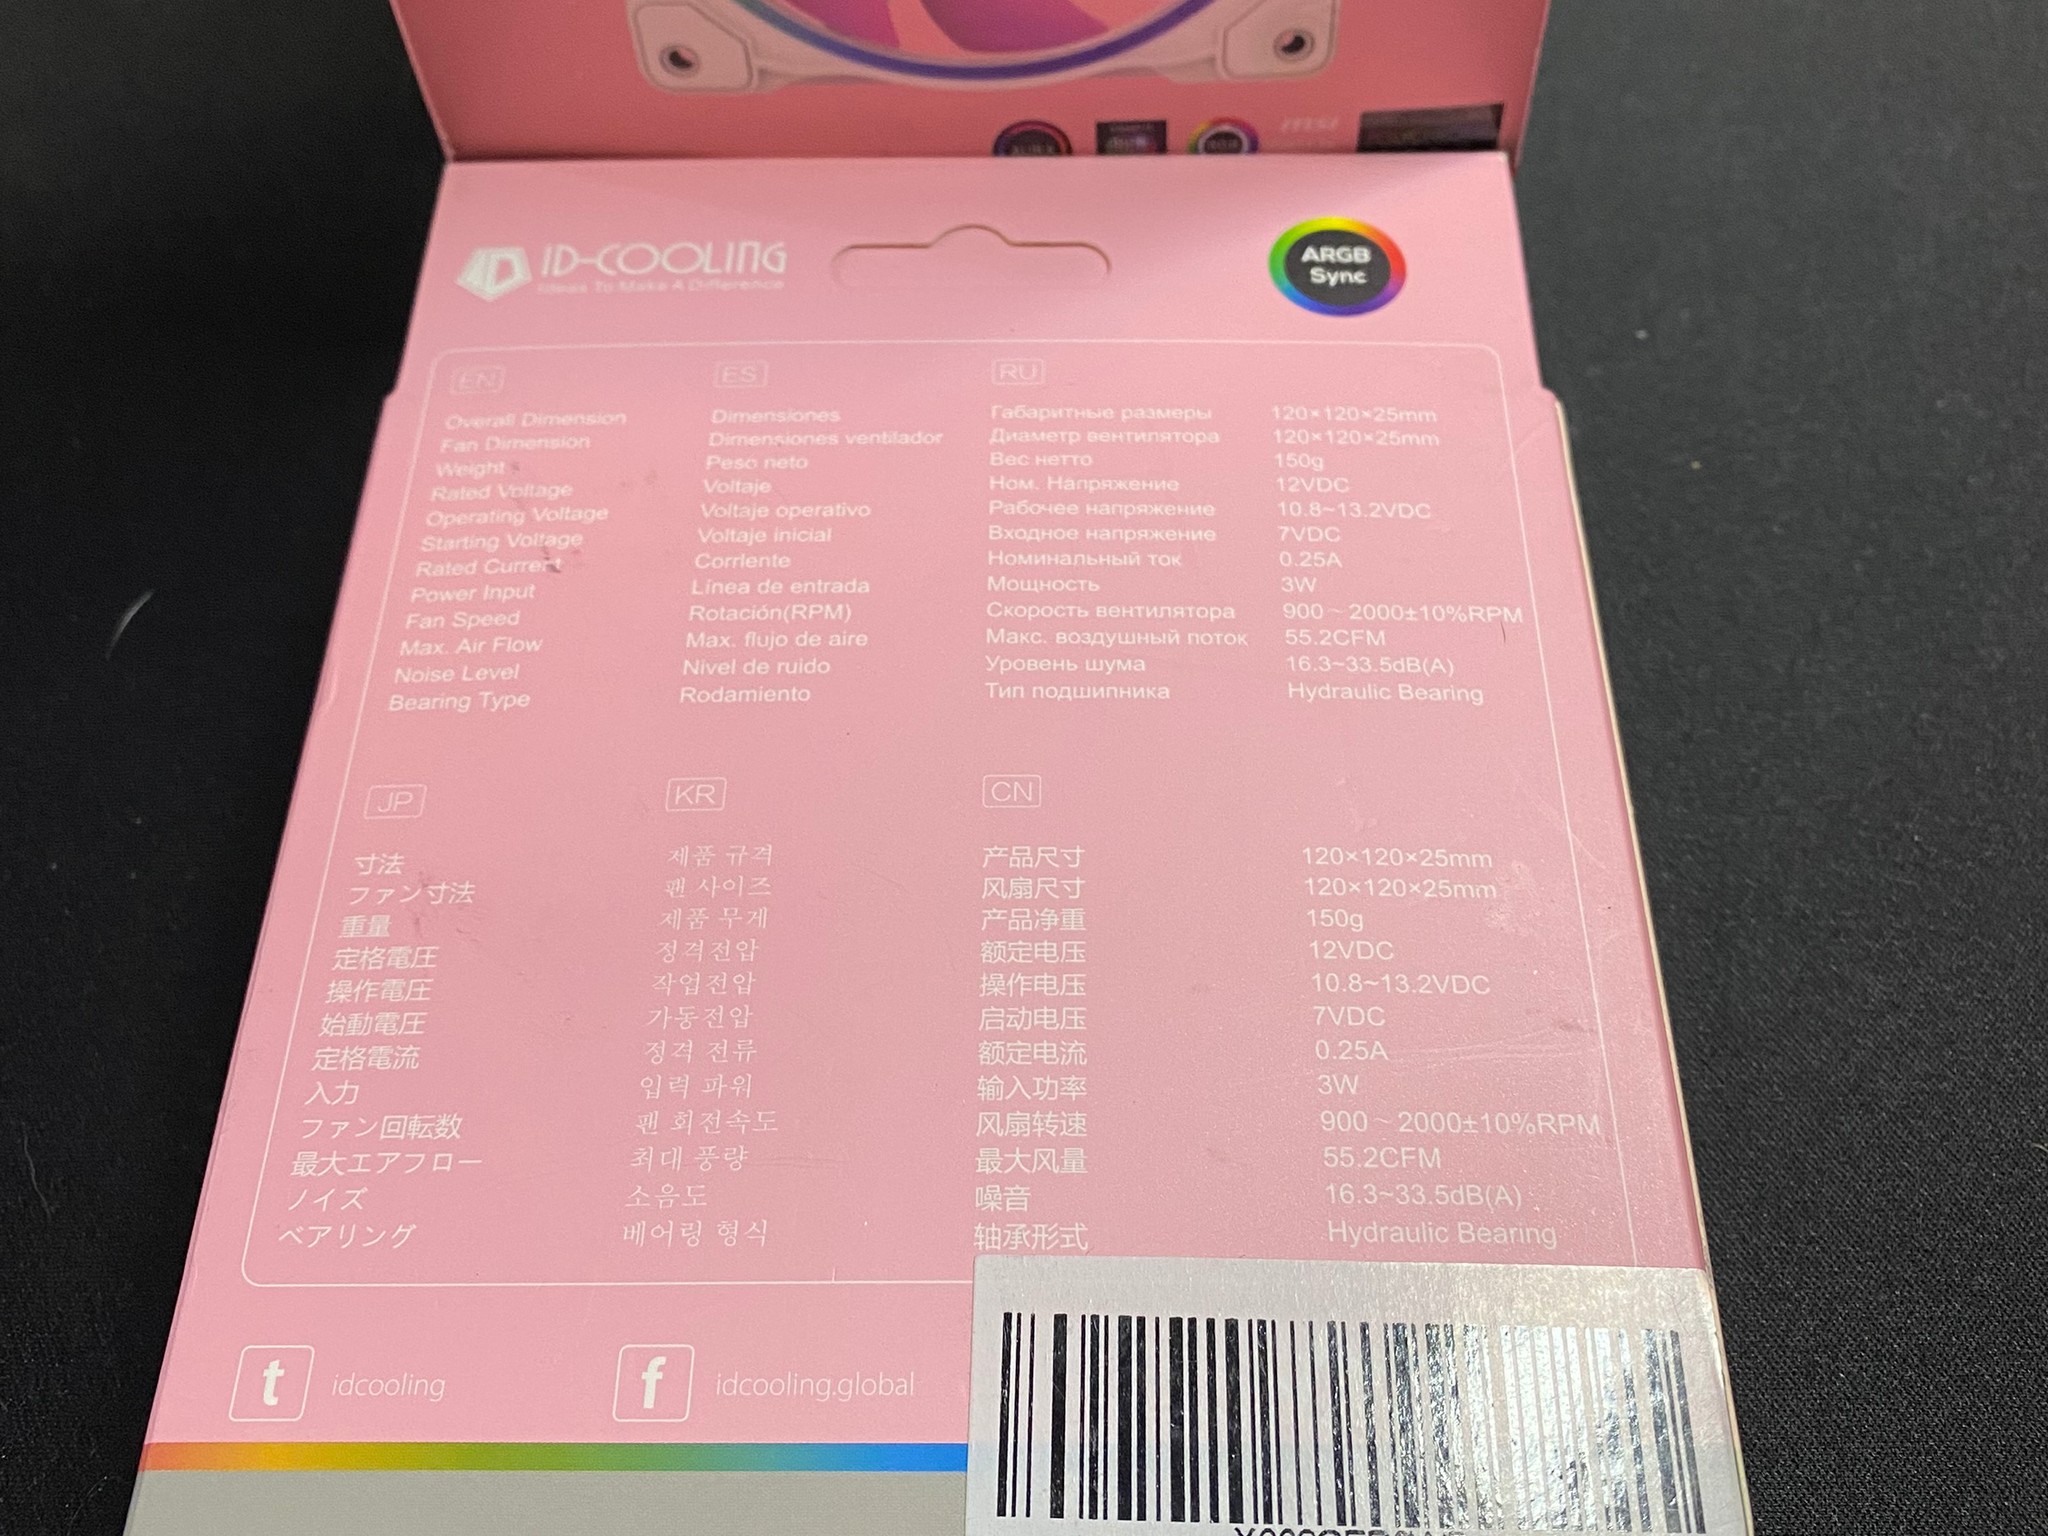 ID-COOLING
Ideas To Make A Difference
ARGB
Sync
EN ES RU
Overall Dimension Dimensiones Габаритные размеры 120×120×25mm
Fan Dimension Dimensiones ventilador Диаметр вентилятора 120×120×25mm
Weight Peso neto Вес нетто 150g
Rated Voltage Voltaje Ном. Напряжение 12VDC
Operating Voltage Voltaje operativo Рабочее напряжение 10.8~13.2VDC
Starting Voltage Voltaje inicial Входное напряжение 7VDC
Rated Current Corrlente Номинальный ток 0.25A
Power Input Línea de entrada Мощность 3W
Fan Speed Rotación(RPM) Скорость вентилятора 900 ~ 2000±10%RPM
Max. Air Flow Max. flujo de aire Макс. воздушный поток 55.2CFM
Noise Level Nivel de ruido Уровень шума 16.3~33.5dB(A)
Bearing Type Rodamiento Тип подшипника Hydraulic Bearing
JP KR CN
寸法 제품 규격 产品尺寸 120×120×25mm
ファン寸法 팬 사이즈 风扇尺寸 120×120×25mm
重量 제품 무게 产品净重 150g
定格電圧 정격전압 额定电压 12VDC
操作電圧 작업전압 操作电压 10.8~13.2VDC
始動電圧 가동전압 启动电压 7VDC
定格電流 정격 전류 额定电流 0.25A
入力 입력 파워 输入功率 3W
ファン回転数 팬 회전속도 风扇转速 900 ~ 2000±10%RPM
最大エアフロー 최대 풍량 最大风量 55.2CFM
ノイズ 소음도 噪音 16.3~33.5dB(A)
ベアリング 베어링 형식 轴承形式 Hydraulic Bearing
t idcooling f idcooling.global